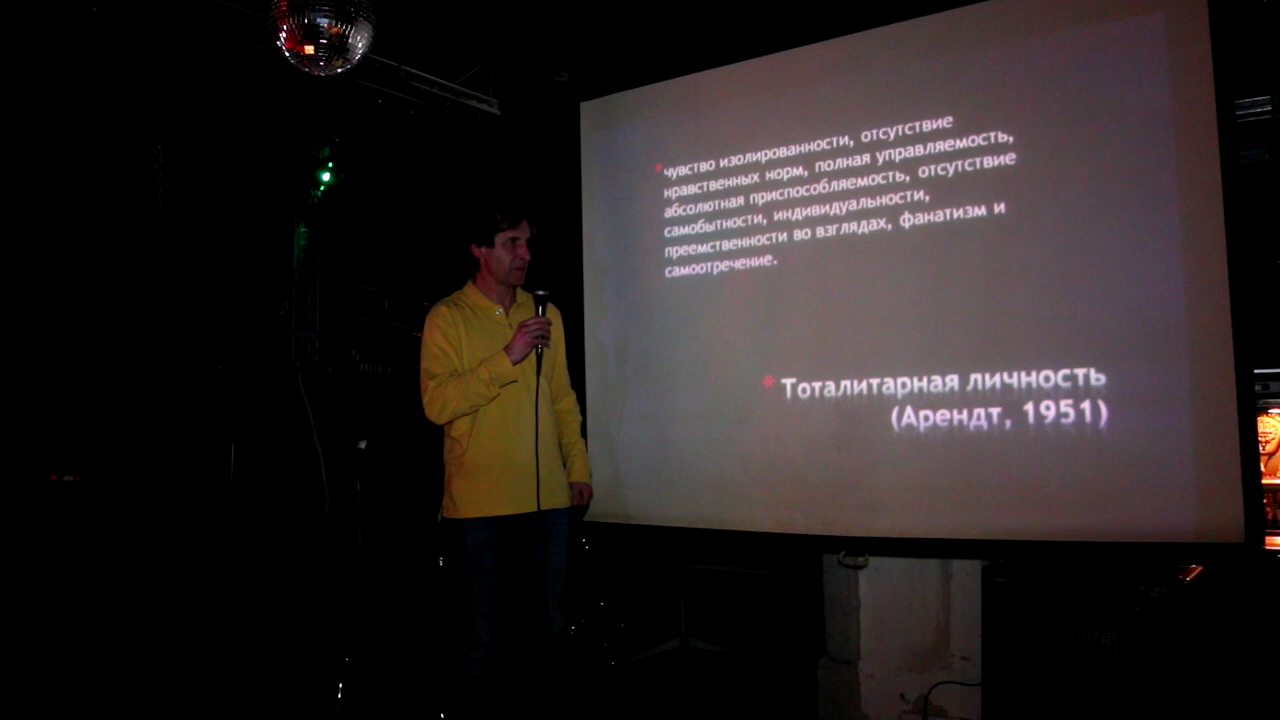 *чувство изолированности, отсутствие
нравственных норм, полная управляемость,
абсолютная приспособляемость, отсутствие
самобытности, индивидуальности,
преемственности во взглядах, фанатизм и
самоотречение.
* Тоталитарная личность
(Арендт, 1951)